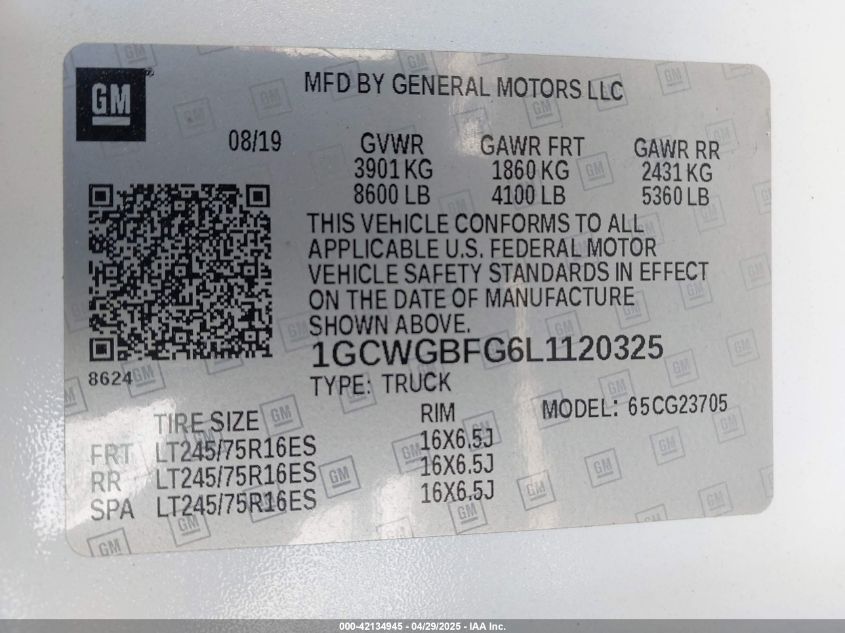 GM
MFD BY GENERAL MOTORS LLC
08/19
GVWR GAWR FRT GAWR RR
3901 KG 1860 KG 2431 KG
8600 LB 4100 LB 5360 LB
THIS VEHICLE CONFORMS TO ALL
APPLICABLE U.S. FEDERAL MOTOR
VEHICLE SAFETY STANDARDS IN EFFECT
ON THE DATE OF MANUFACTURE
SHOWN ABOVE.
1GCWGBFG6L1120325
8624
TYPE: TRUCK
TIRE SIZE RIM MODEL: 65CG23705
FRT LT245/75R16ES 16X6.5J
RR LT245/75R16ES 16X6.5J
SPA LT245/75R16ES 16X6.5J
000-42134945 - 04/29/2025 - IAA Inc.